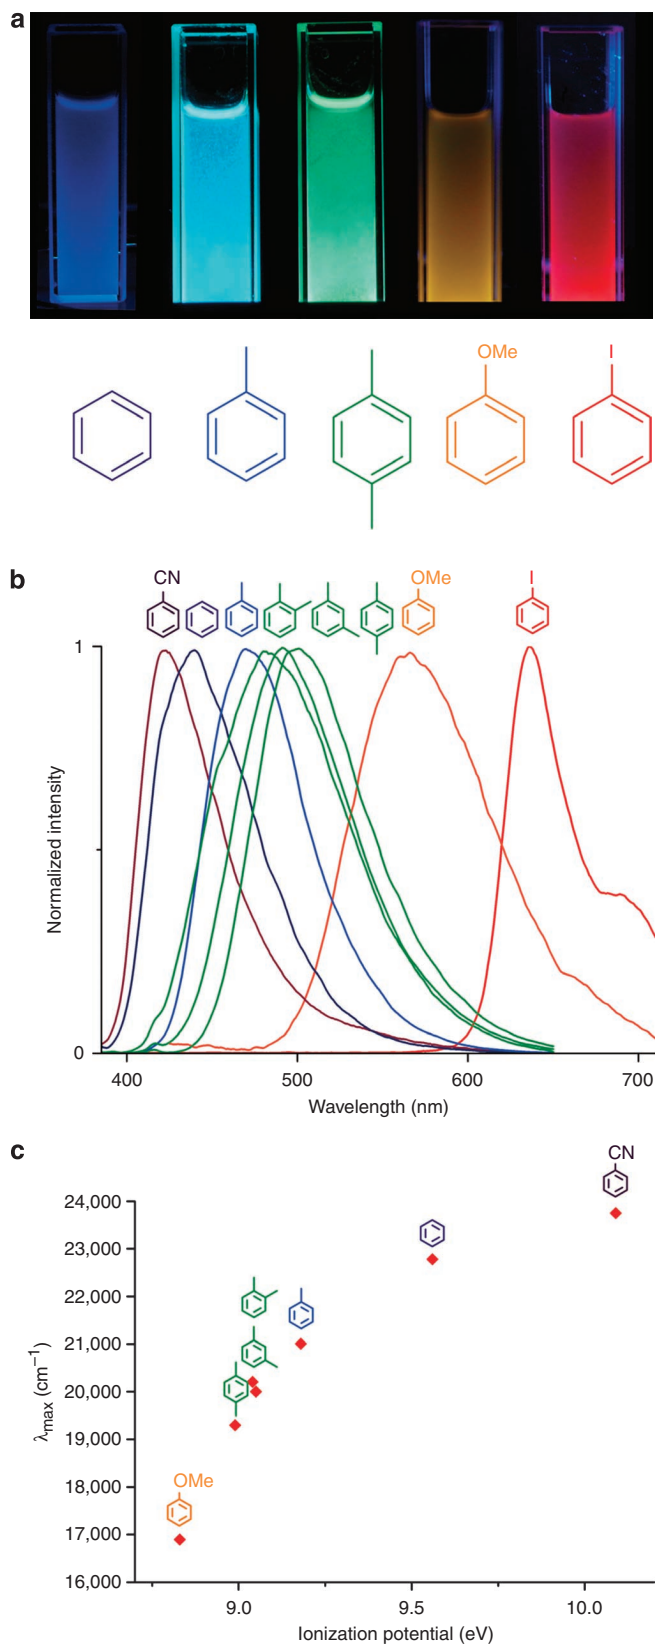 a
OMe
I
b
CN
OMe
I
1
Normalized intensity
0
400
500
600
700
Wavelength (nm)
c
CN
24,000
23,000
22,000
21,000
20,000
19,000
18,000
17,000
16,000
λmax (cm⁻¹)
OMe
9.0
9.5
10.0
Ionization potential (eV)